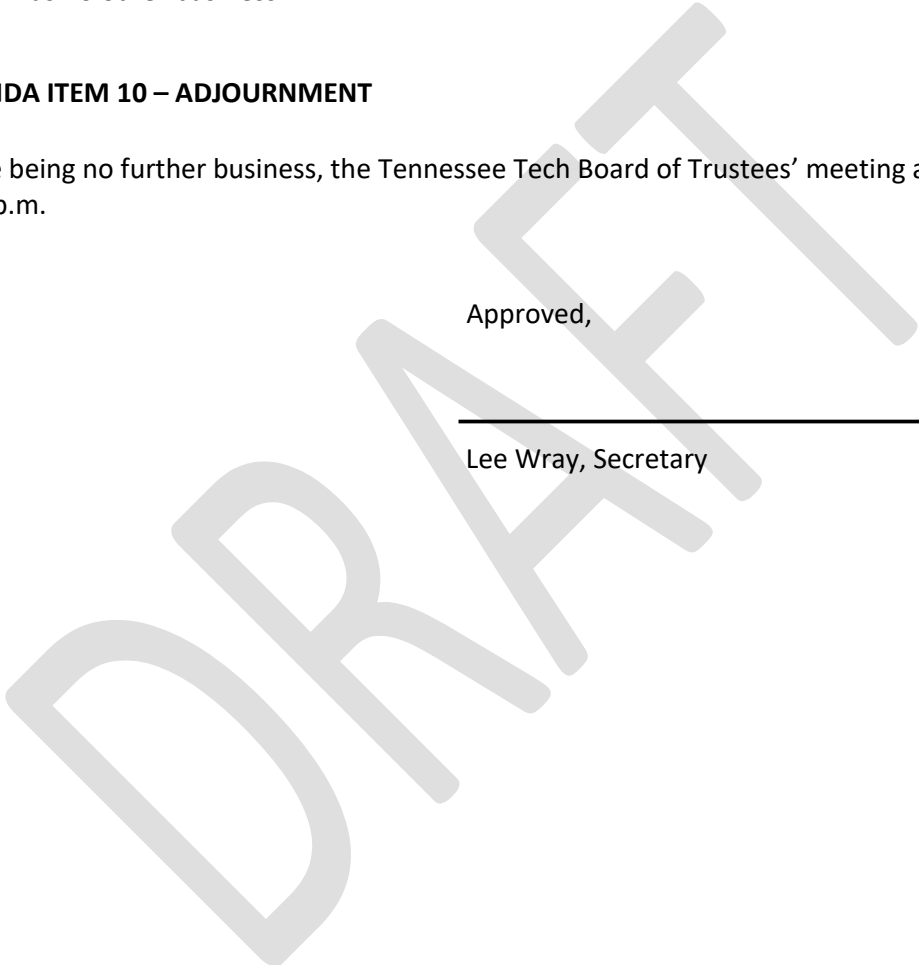 NDA ITEM 10 – ADJOURNMENT
e being no further business, the Tennessee Tech Board of Trustees’ meeting a
p.m.
Approved,
Lee Wray, Secretary
DRAFT